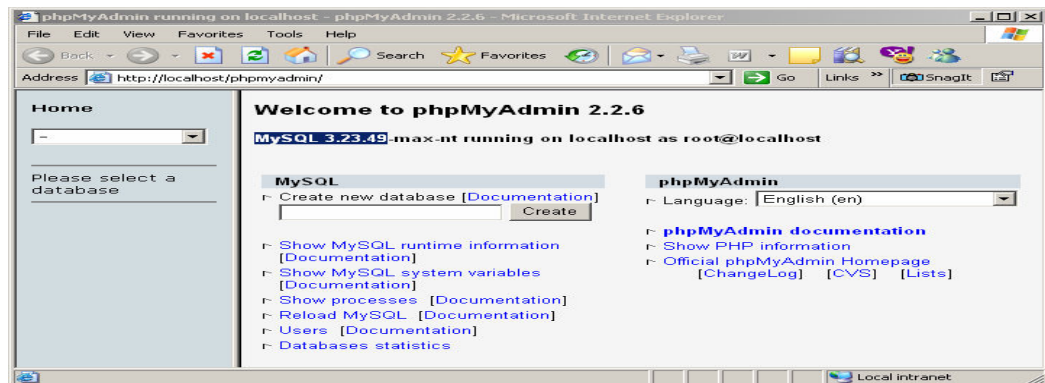 phpMyAdmin running on localhost - phpMyAdmin 2.2.6 - Microsoft Internet Explorer
File Edit View Favorites Tools Help
Back Search Favorites
Address http://localhost/phpmyadmin/ Go Links » SnagIt
Home
-
Please select a
database
Welcome to phpMyAdmin 2.2.6
MySQL 3.23.49-max-nt running on localhost as root@localhost
MySQL
Create new database [Documentation]
Create
Show MySQL runtime information
[Documentation]
Show MySQL system variables
[Documentation]
Show processes [Documentation]
Reload MySQL [Documentation]
Users [Documentation]
Databases statistics
phpMyAdmin
Language: English (en)
phpMyAdmin documentation
Show PHP information
Official phpMyAdmin Homepage
[ChangeLog] [CVS] [Lists]
Local intranet